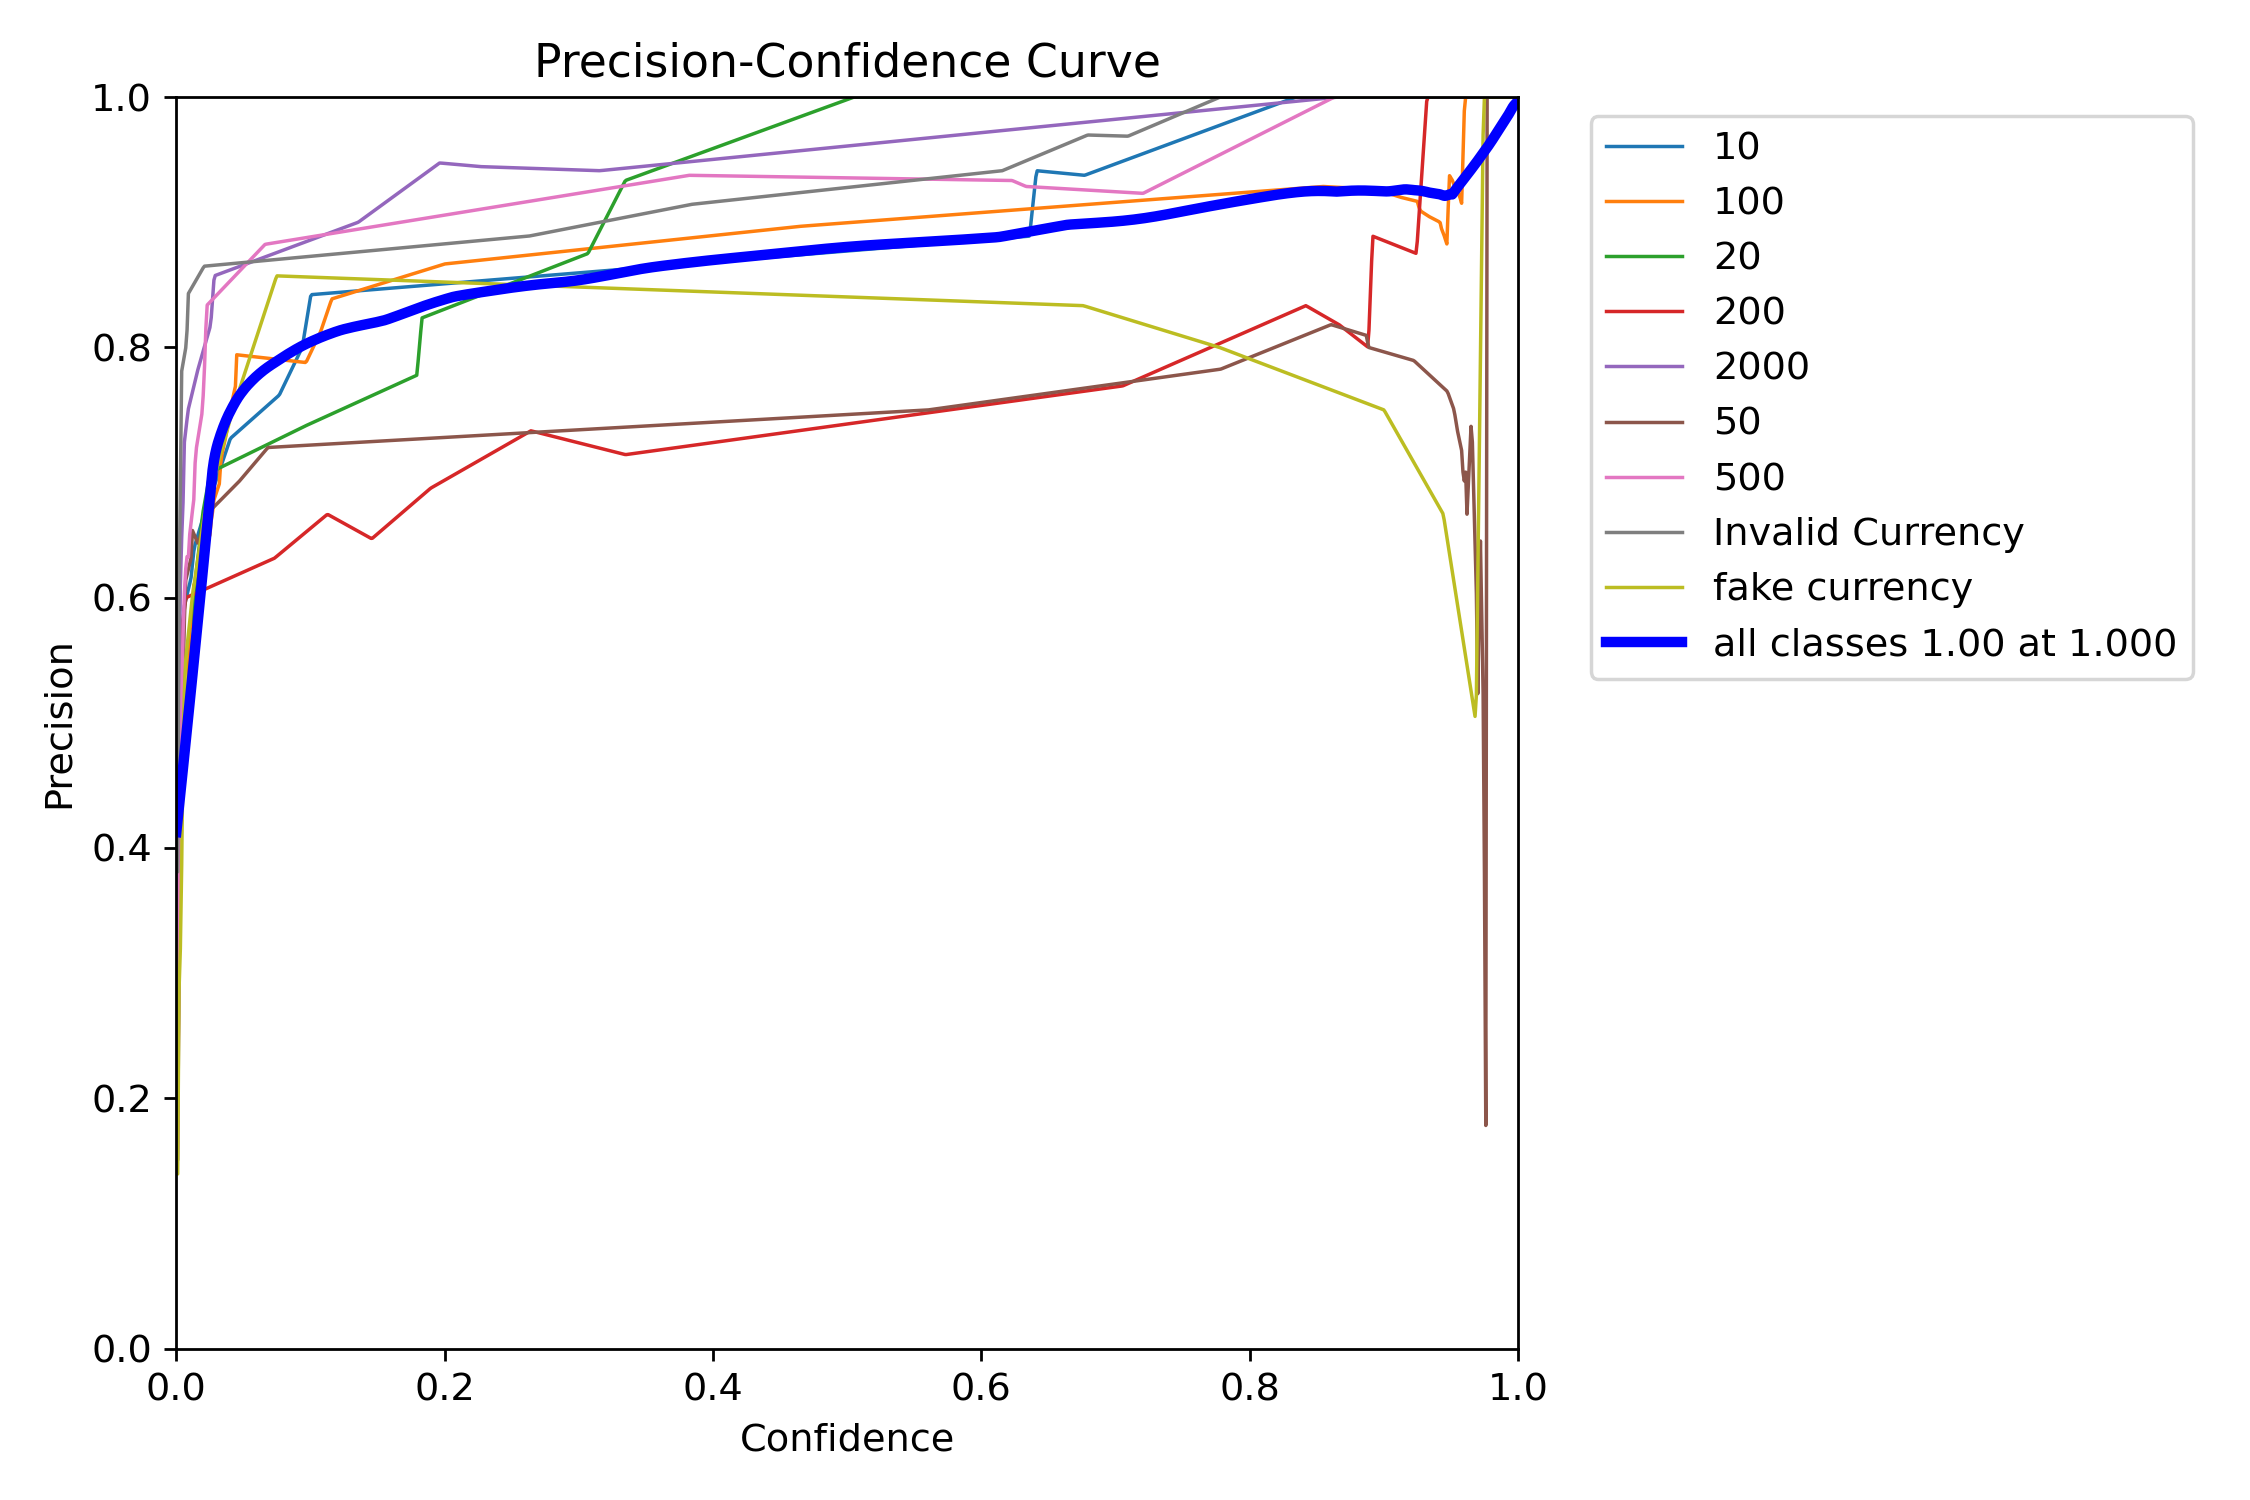 Precision-Confidence Curve
1.0
0.8
0.6
0.4
0.2
0.0
Precision
0.0 0.2 0.4 0.6 0.8 1.0
Confidence
10
100
20
200
2000
50
500
Invalid Currency
fake currency
all classes 1.00 at 1.000